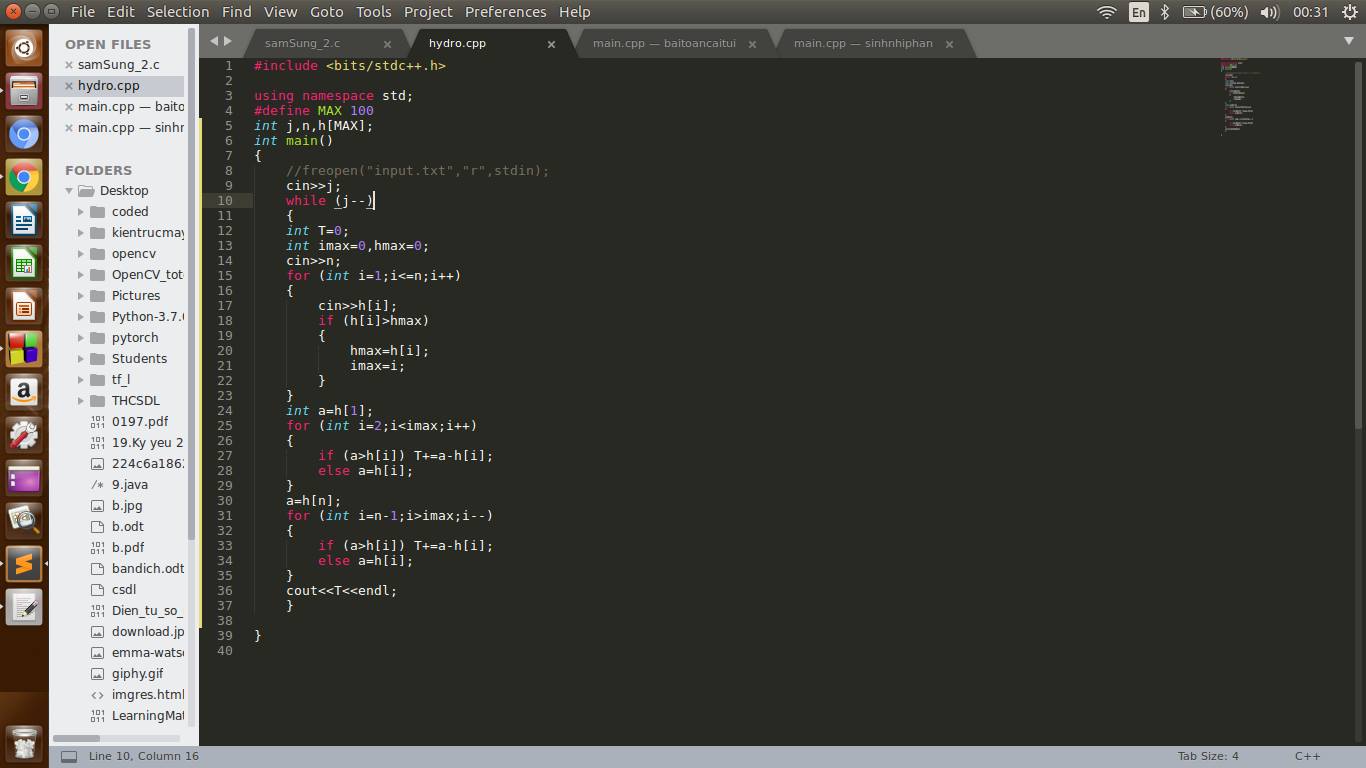 File Edit Selection Find View Goto Tools Project Preferences Help
En (60%) 00:31
OPEN FILES
samSung_2.c
hydro.cpp
main.cpp — baito
main.cpp — sinhr
FOLDERS
Desktop
coded
kientrucmay
opencv
OpenCV_tot
Pictures
Python-3.7.0
pytorch
Students
tf_l
THCSDL
0197.pdf
19.Ky yeu 2
224c6a186
9.java
b.jpg
b.odt
b.pdf
bandich.odt
csdl
Dien_tu_so_
download.jp
emma-wats
giphy.gif
imgres.html
LearningMat
samSung_2.c hydro.cpp main.cpp — baitoancaitui main.cpp — sinhnhiphan
1 #include <bits/stdc++.h>
2
3 using namespace std;
4 #define MAX 100
5 int j,n,h[MAX];
6 int main()
7 {
8 //freopen("input.txt","r",stdin);
9 cin>>j;
10 while (j--)
11 {
12 int T=0;
13 int imax=0,hmax=0;
14 cin>>n;
15 for (int i=1;i<=n;i++)
16 {
17 cin>>h[i];
18 if (h[i]>hmax)
19 {
20 hmax=h[i];
21 imax=i;
22 }
23 }
24 int a=h[1];
25 for (int i=2;i<imax;i++)
26 {
27 if (a>h[i]) T+=a-h[i];
28 else a=h[i];
29 }
30 a=h[n];
31 for (int i=n-1;i>imax;i--)
32 {
33 if (a>h[i]) T+=a-h[i];
34 else a=h[i];
35 }
36 cout<<T<<endl;
37 }
38
39 }
40
Line 10, Column 16 Tab Size: 4 C++